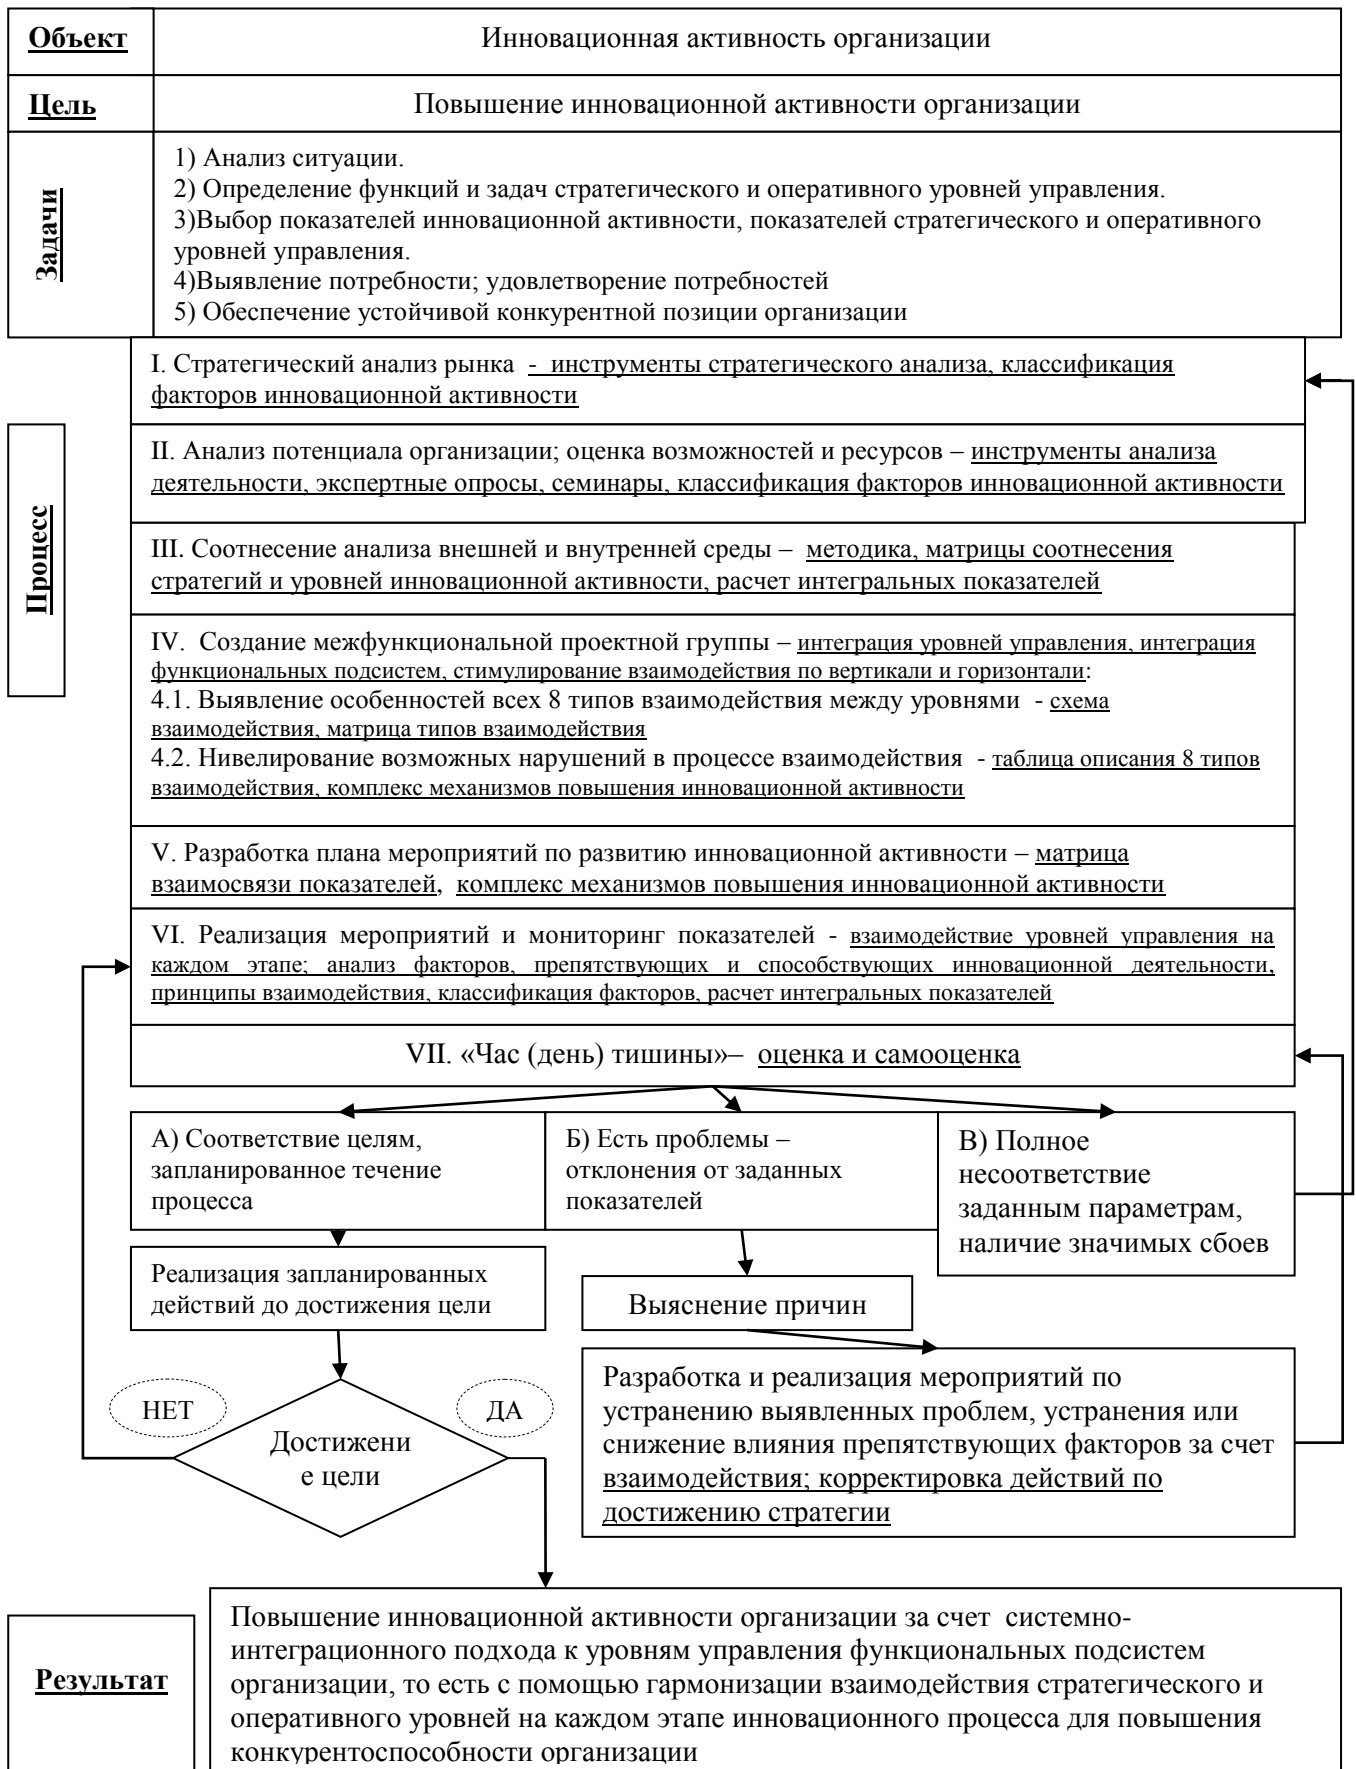 Объект
Инновационная активность организации
Цель
Повышение инновационной активности организации
Задачи
1) Анализ ситуации.
2) Определение функций и задач стратегического и оперативного уровней управления.
3)Выбор показателей инновационной активности, показателей стратегического и оперативного
уровней управления.
4)Выявление потребности; удовлетворение потребностей
5) Обеспечение устойчивой конкурентной позиции организации
Процесс
I. Стратегический анализ рынка - инструменты стратегического анализа, классификация
факторов инновационной активности
II. Анализ потенциала организации; оценка возможностей и ресурсов – инструменты анализа
деятельности, экспертные опросы, семинары, классификация факторов инновационной активности
III. Соотнесение анализа внешней и внутренней среды – методика, матрицы соотнесения
стратегий и уровней инновационной активности, расчет интегральных показателей
IV. Создание межфункциональной проектной группы – интеграция уровней управления, интеграция
функциональных подсистем, стимулирование взаимодействия по вертикали и горизонтали:
4.1. Выявление особенностей всех 8 типов взаимодействия между уровнями - схема
взаимодействия, матрица типов взаимодействия
4.2. Нивелирование возможных нарушений в процессе взаимодействия - таблица описания 8 типов
взаимодействия, комплекс механизмов повышения инновационной активности
V. Разработка плана мероприятий по развитию инновационной активности – матрица
взаимосвязи показателей, комплекс механизмов повышения инновационной активности
VI. Реализация мероприятий и мониторинг показателей - взаимодействие уровней управления на
каждом этапе; анализ факторов, препятствующих и способствующих инновационной деятельности,
принципы взаимодействия, классификация факторов, расчет интегральных показателей
VII. «Час (день) тишины»– оценка и самооценка
А) Соответствие целям,
запланированное течение
процесса
Б) Есть проблемы –
отклонения от заданных
показателей
В) Полное
несоответствие
заданным параметрам,
наличие значимых сбоев
Реализация запланированных
действий до достижения цели
Выяснение причин
Разработка и реализация мероприятий по
устранению выявленных проблем, устранения или
снижение влияния препятствующих факторов за счет
взаимодействия; корректировка действий по
достижению стратегии
НЕТ
ДА
Достижени
е цели
Результат
Повышение инновационной активности организации за счет системно-
интеграционного подхода к уровням управления функциональных подсистем
организации, то есть с помощью гармонизации взаимодействия стратегического и
оперативного уровней на каждом этапе инновационного процесса для повышения
конкурентоспособности организации